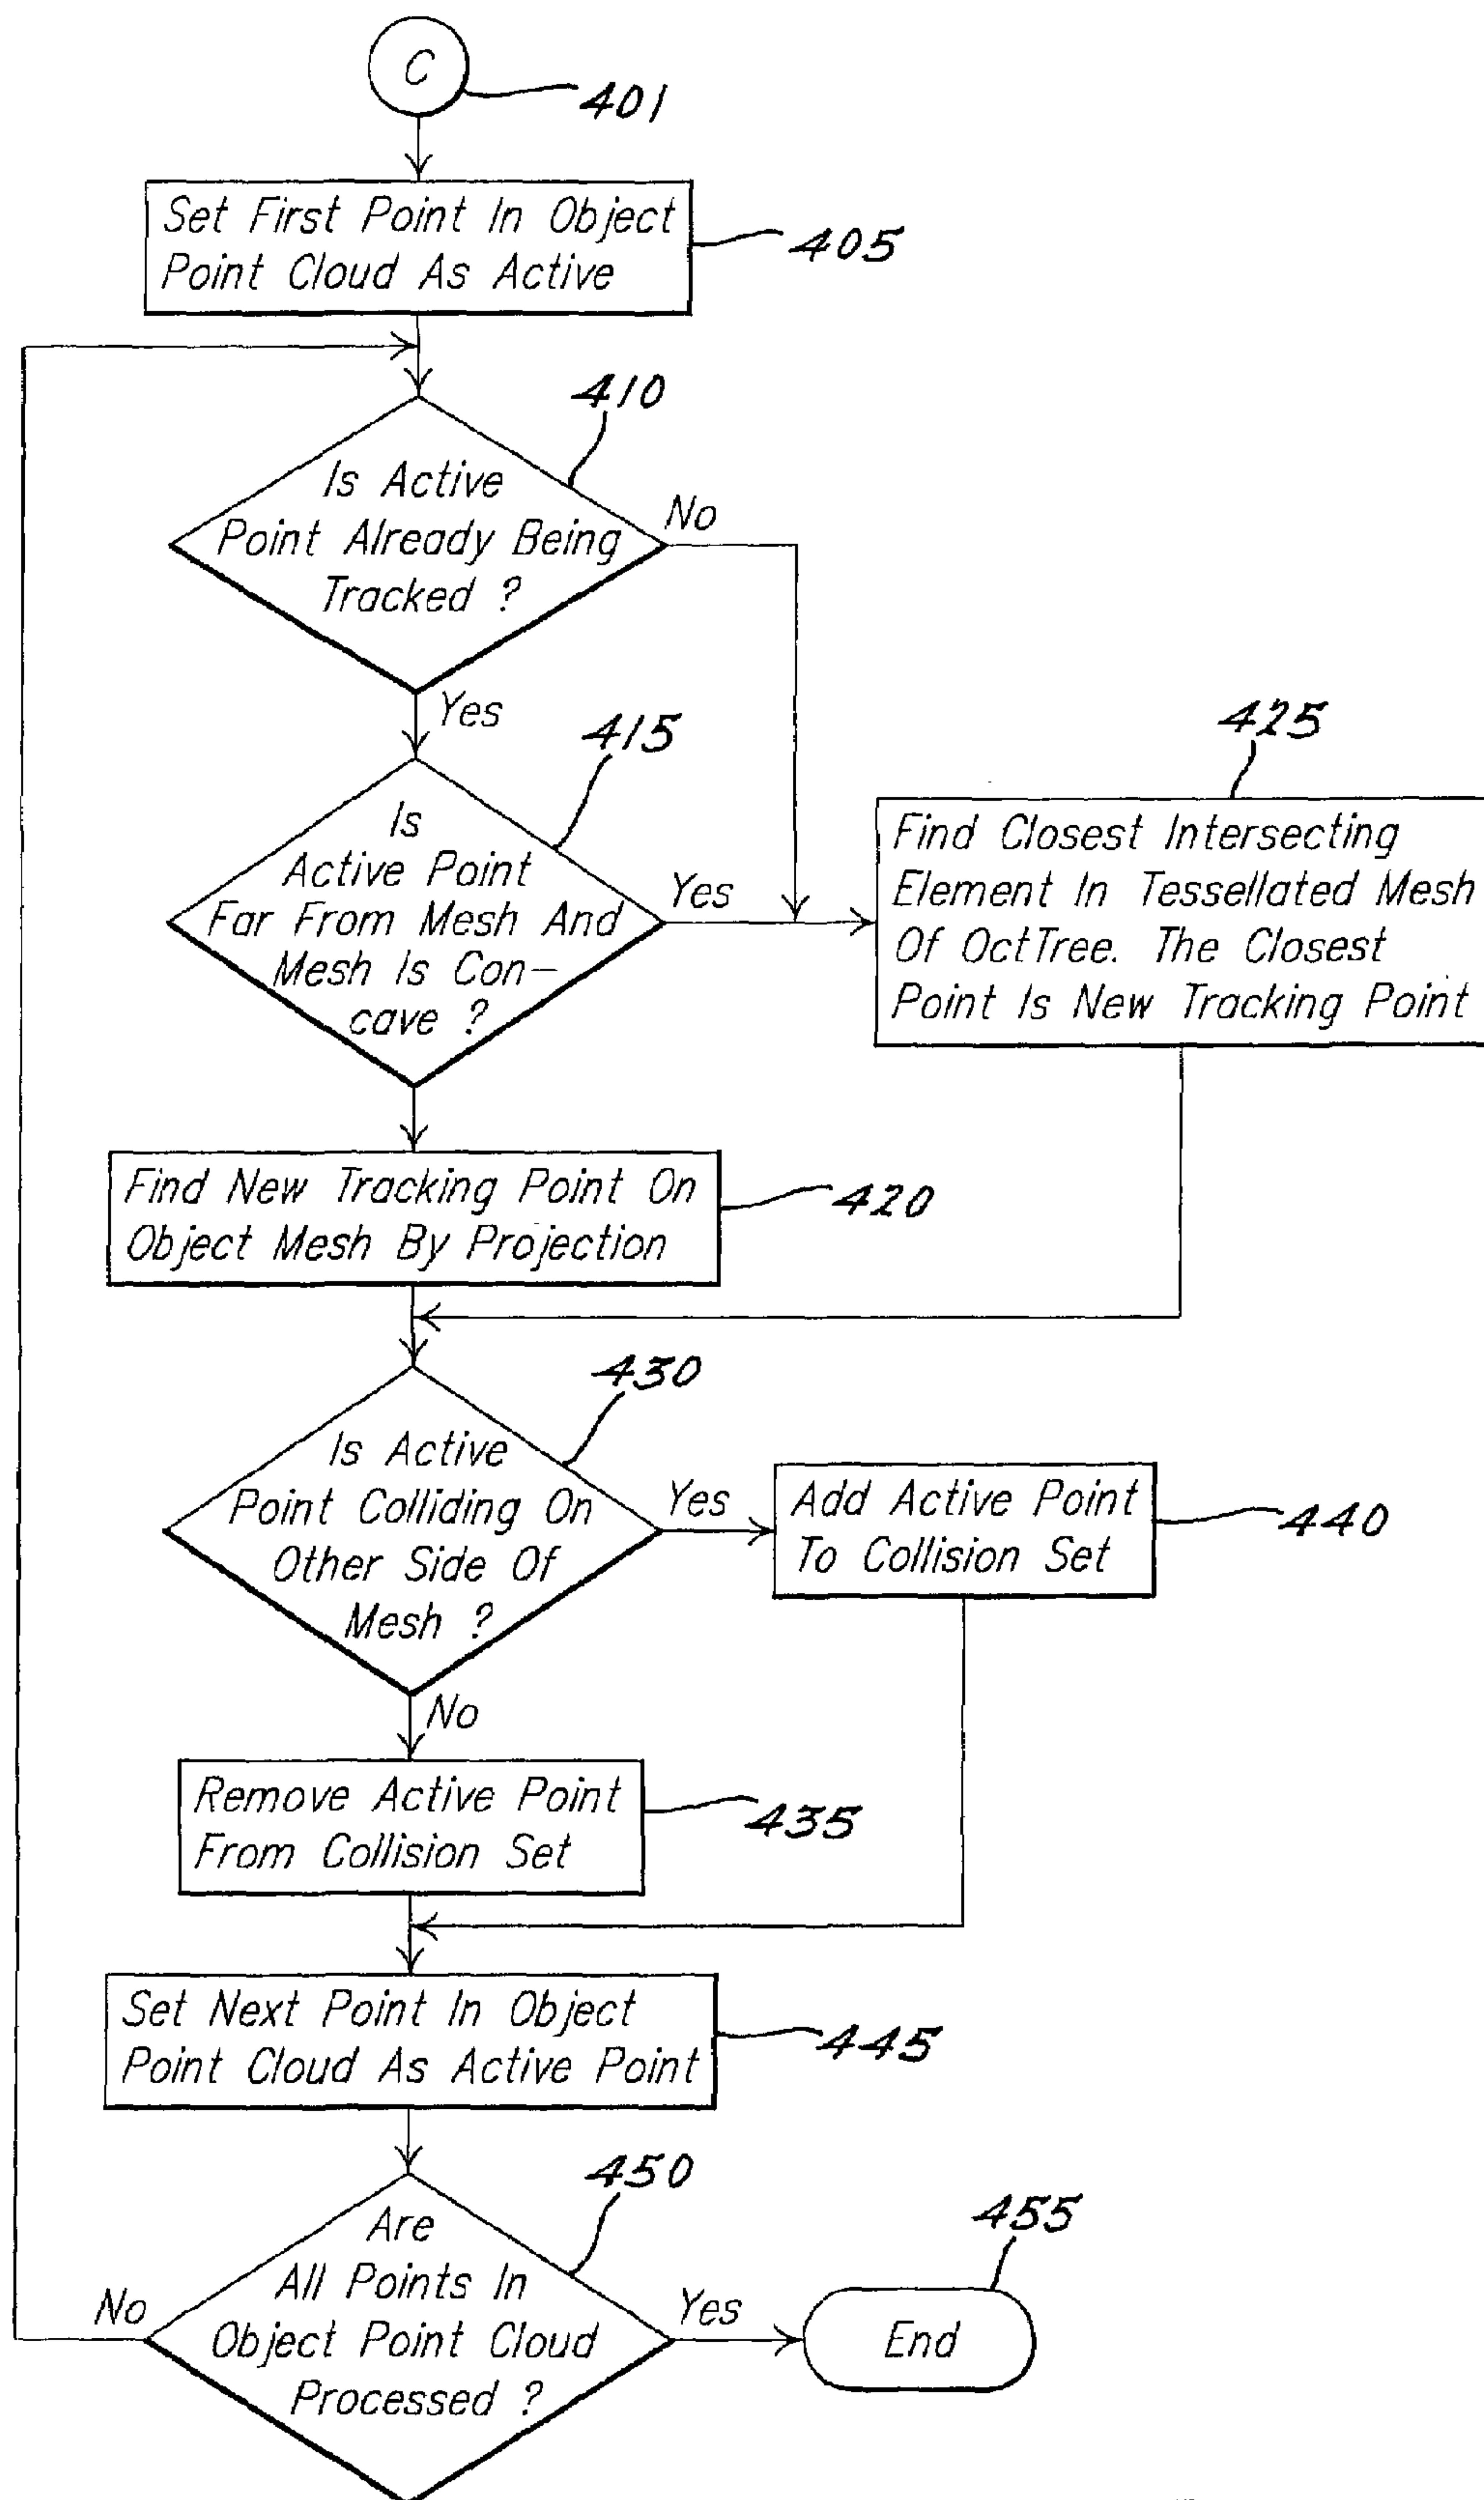 C
401
Set First Point In Object
Point Cloud As Active
405
410
Is Active
Point Already Being
Tracked ?
No
Yes
415
Is
Active Point
Far From Mesh And
Mesh Is Con-
cave ?
Yes
425
Find Closest Intersecting
Element In Tessellated Mesh
Of OctTree. The Closest
Point Is New Tracking Point
Find New Tracking Point On
Object Mesh By Projection
420
430
Is Active
Point Colliding On
Other Side Of
Mesh ?
Yes
Add Active Point
To Collision Set
440
No
Remove Active Point
From Collision Set
435
Set Next Point In Object
Point Cloud As Active Point
445
450
Are
All Points In
Object Point Cloud
Processed ?
No
Yes
455
End